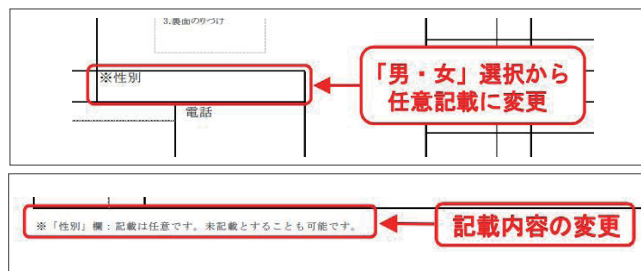 3.裏面のりづけ
※性別
「男・女」選択から
任意記載に変更
電話
※「性別」欄：記載は任意です。未記載とすることも可能です。
記載内容の変更